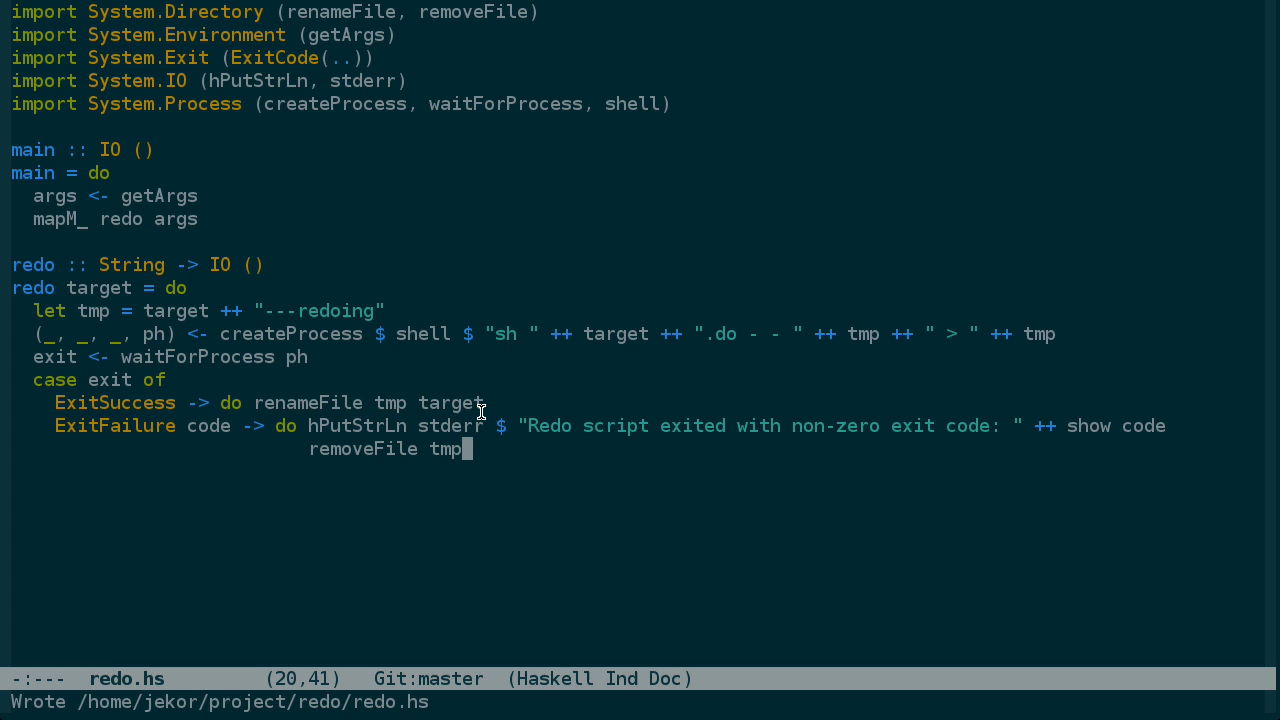 import System.Directory (renameFile, removeFile)
import System.Environment (getArgs)
import System.Exit (ExitCode(..))
import System.IO (hPutStrLn, stderr)
import System.Process (createProcess, waitForProcess, shell)

main :: IO ()
main = do
  args <- getArgs
  mapM_ redo args

redo :: String -> IO ()
redo target = do
  let tmp = target ++ "---redoing"
  (_, _, _, ph) <- createProcess $ shell $ "sh " ++ target ++ ".do - - " ++ tmp ++ " > " ++ tmp
  exit <- waitForProcess ph
  case exit of
    ExitSuccess -> do renameFile tmp target
    ExitFailure code -> do hPutStrLn stderr $ "Redo script exited with non-zero exit code: " ++ show code
                           removeFile tmp
-:---  redo.hs         (20,41)   Git:master  (Haskell Ind Doc)
Wrote /home/jekor/project/redo/redo.hs